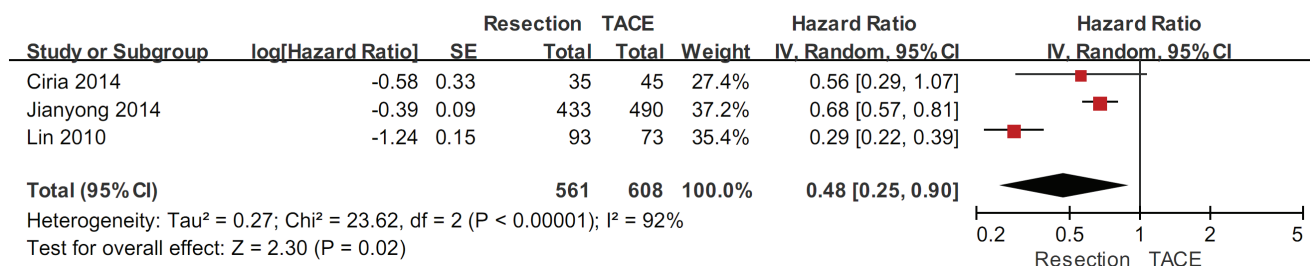 Resection TACE Hazard Ratio Hazard Ratio
Study or Subgroup log[Hazard Ratio] SE Total Total Weight IV, Random, 95% CI IV, Random, 95% CI
Ciria 2014 -0.58 0.33 35 45 27.4% 0.56 [0.29, 1.07]
Jianyong 2014 -0.39 0.09 433 490 37.2% 0.68 [0.57, 0.81]
Lin 2010 -1.24 0.15 93 73 35.4% 0.29 [0.22, 0.39]
Total (95% CI) 561 608 100.0% 0.48 [0.25, 0.90]
Heterogeneity: Tau² = 0.27; Chi² = 23.62, df = 2 (P < 0.00001); I² = 92%
Test for overall effect: Z = 2.30 (P = 0.02)
0.2 0.5 1 2 5
Resection TACE